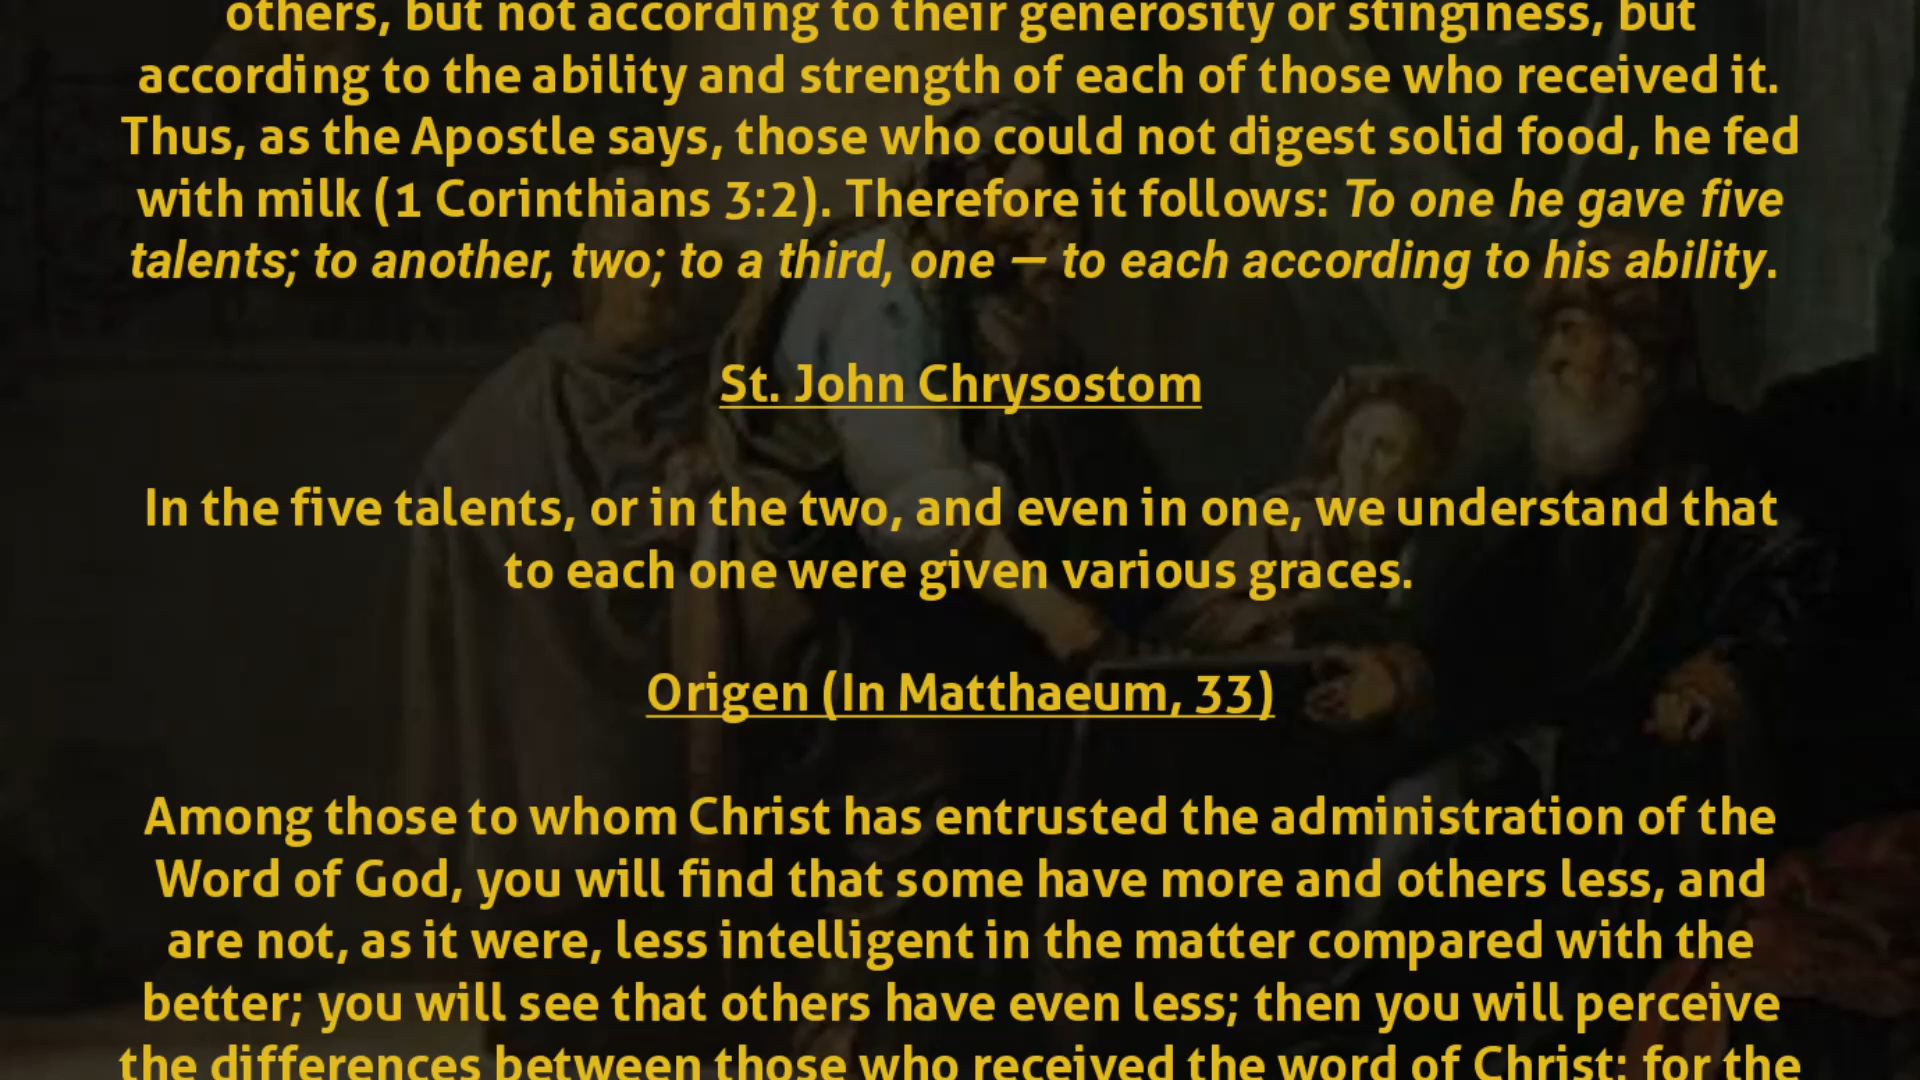 others, but not according to their generosity or stinginess, but
according to the ability and strength of each of those who received it.
Thus, as the Apostle says, those who could not digest solid food, he fed
with milk (1 Corinthians 3:2). Therefore it follows: To one he gave five
talents; to another, two; to a third, one — to each according to his ability.
St. John Chrysostom
In the five talents, or in the two, and even in one, we understand that
to each one were given various graces.
Origen (In Matthaeum, 33)
Among those to whom Christ has entrusted the administration of the
Word of God, you will find that some have more and others less, and
are not, as it were, less intelligent in the matter compared with the
better; you will see that others have even less; then you will perceive
the differences between those who received the word of Christ; for the